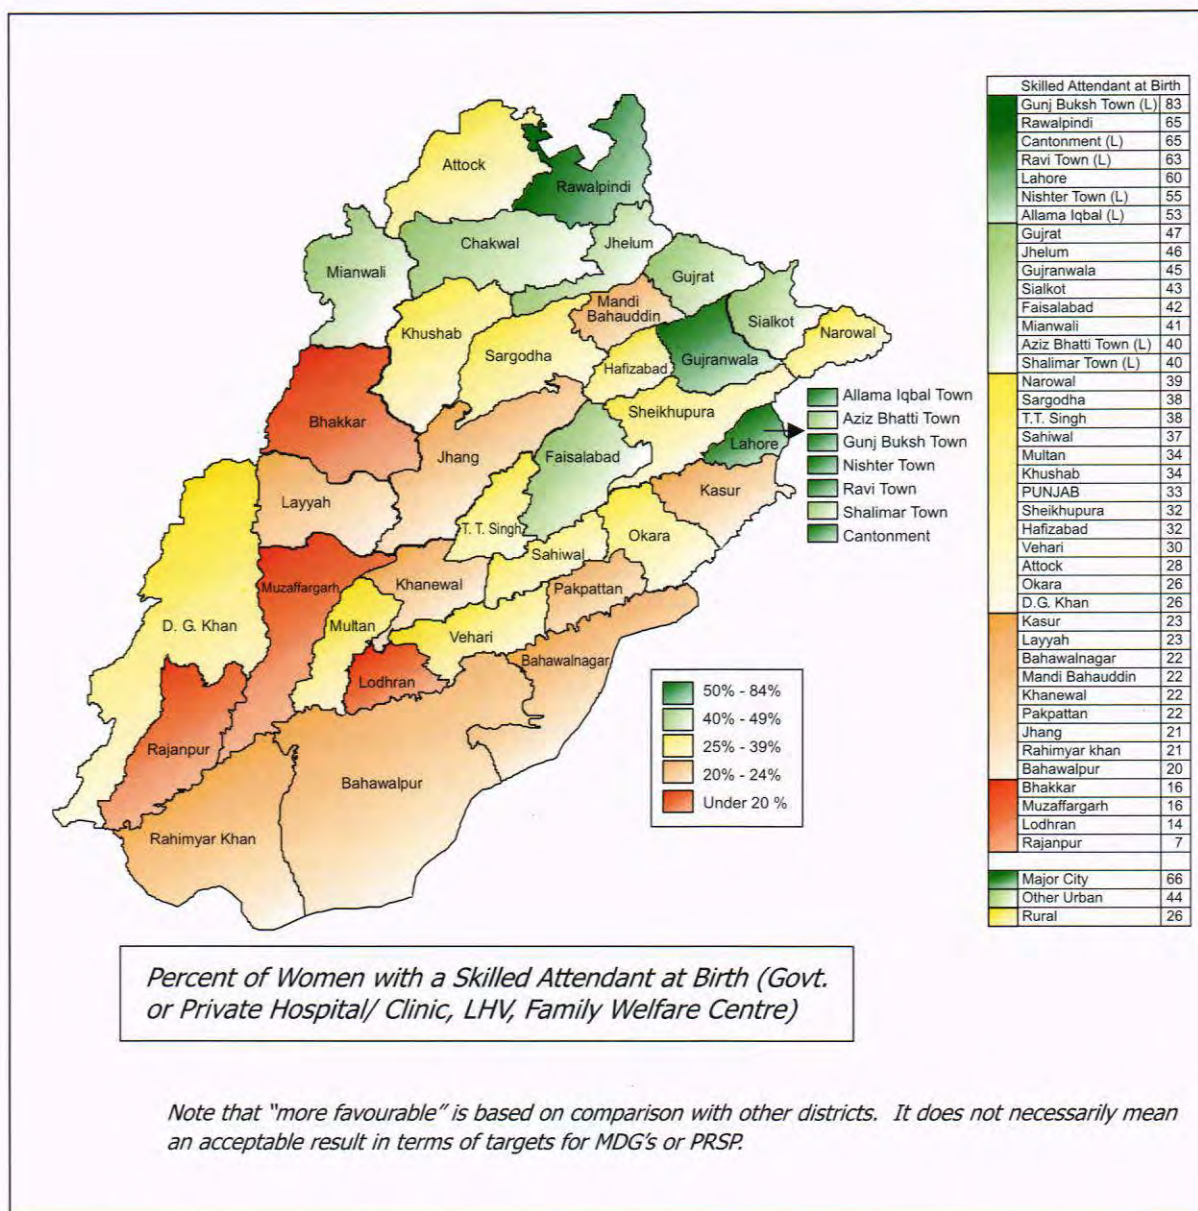 Attock
Rawalpindi
Chakwal
Jhelum
Mianwali
Gujrat
Mandi
Bahauddin
Khushab
Sialkot
Narowal
Sargodha
Gujranwala
Hafizabad
Bhakkar
Sheikhupura
Lahore
Jhang
Faisalabad
Layyah
Kasur
T. T. Singh
Okara
Sahiwal
Muzaffargarh
Khanewal
Pakpattan
D. G. Khan
Multan
Vehari
Bahawalnagar
Lodhran
Rajanpur
Bahawalpur
Rahimyar Khan
Allama Iqbal Town
Aziz Bhatti Town
Gunj Buksh Town
Nishter Town
Ravi Town
Shalimar Town
Cantonment
50% - 84%
40% - 49%
25% - 39%
20% - 24%
Under 20 %
Skilled Attendant at Birth
Gunj Buksh Town (L) 83
Rawalpindi 65
Cantonment (L) 65
Ravi Town (L) 63
Lahore 60
Nishter Town (L) 55
Allama Iqbal (L) 53
Gujrat 47
Jhelum 46
Gujranwala 45
Sialkot 43
Faisalabad 42
Mianwali 41
Aziz Bhatti Town (L) 40
Shalimar Town (L) 40
Narowal 39
Sargodha 38
T.T. Singh 38
Sahiwal 37
Multan 34
Khushab 34
PUNJAB 33
Sheikhupura 32
Hafizabad 32
Vehari 30
Attock 28
Okara 26
D.G. Khan 26
Kasur 23
Layyah 23
Bahawalnagar 22
Mandi Bahauddin 22
Khanewal 22
Pakpattan 22
Jhang 21
Rahimyar khan 21
Bahawalpur 20
Bhakkar 16
Muzaffargarh 16
Lodhran 14
Rajanpur 7
Major City 66
Other Urban 44
Rural 26
Percent of Women with a Skilled Attendant at Birth (Govt.
or Private Hospital/ Clinic, LHV, Family Welfare Centre)
Note that "more favourable" is based on comparison with other districts. It does not necessarily mean
an acceptable result in terms of targets for MDG's or PRSP.